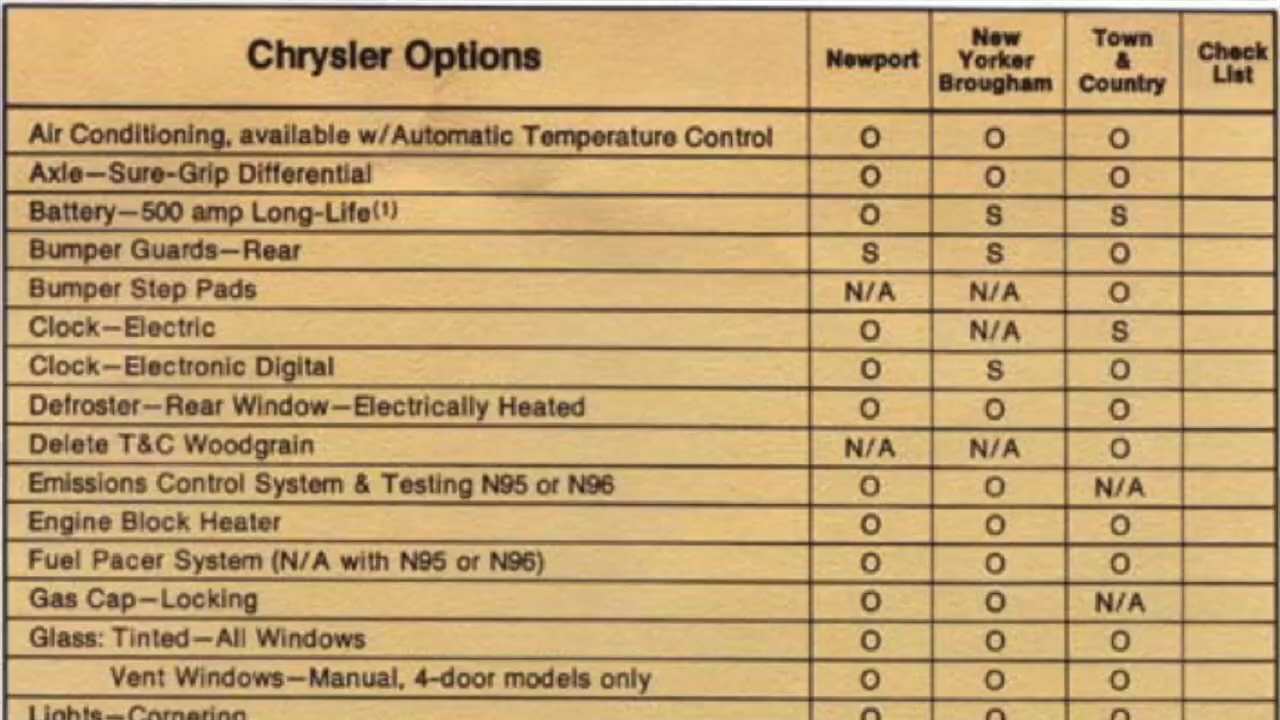 Chrysler Options Newport New Yorker Brougham Town & Country Check List
Air Conditioning, available w/Automatic Temperature Control O O O
Axle—Sure-Grip Differential O O O
Battery—500 amp Long-Life(1) O S S
Bumper Guards—Rear S S O
Bumper Step Pads N/A N/A O
Clock—Electric O N/A S
Clock—Electronic Digital O S O
Defroster—Rear Window—Electrically Heated O O O
Delete T&C Woodgrain N/A N/A O
Emissions Control System & Testing N95 or N96 O O N/A
Engine Block Heater O O O
Fuel Pacer System (N/A with N95 or N96) O O O
Gas Cap—Locking O O N/A
Glass: Tinted—All Windows O O O
Vent Windows—Manual, 4-door models only O O O
Lights—Cornering O O O